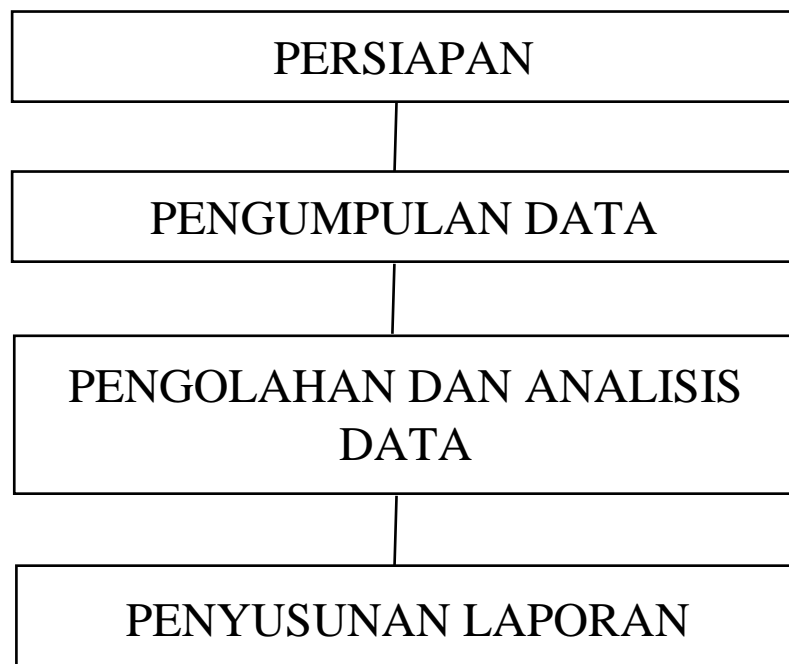 PERSIAPAN
PENGUMPULAN DATA
PENGOLAHAN DAN ANALISIS
DATA
PENYUSUNAN LAPORAN